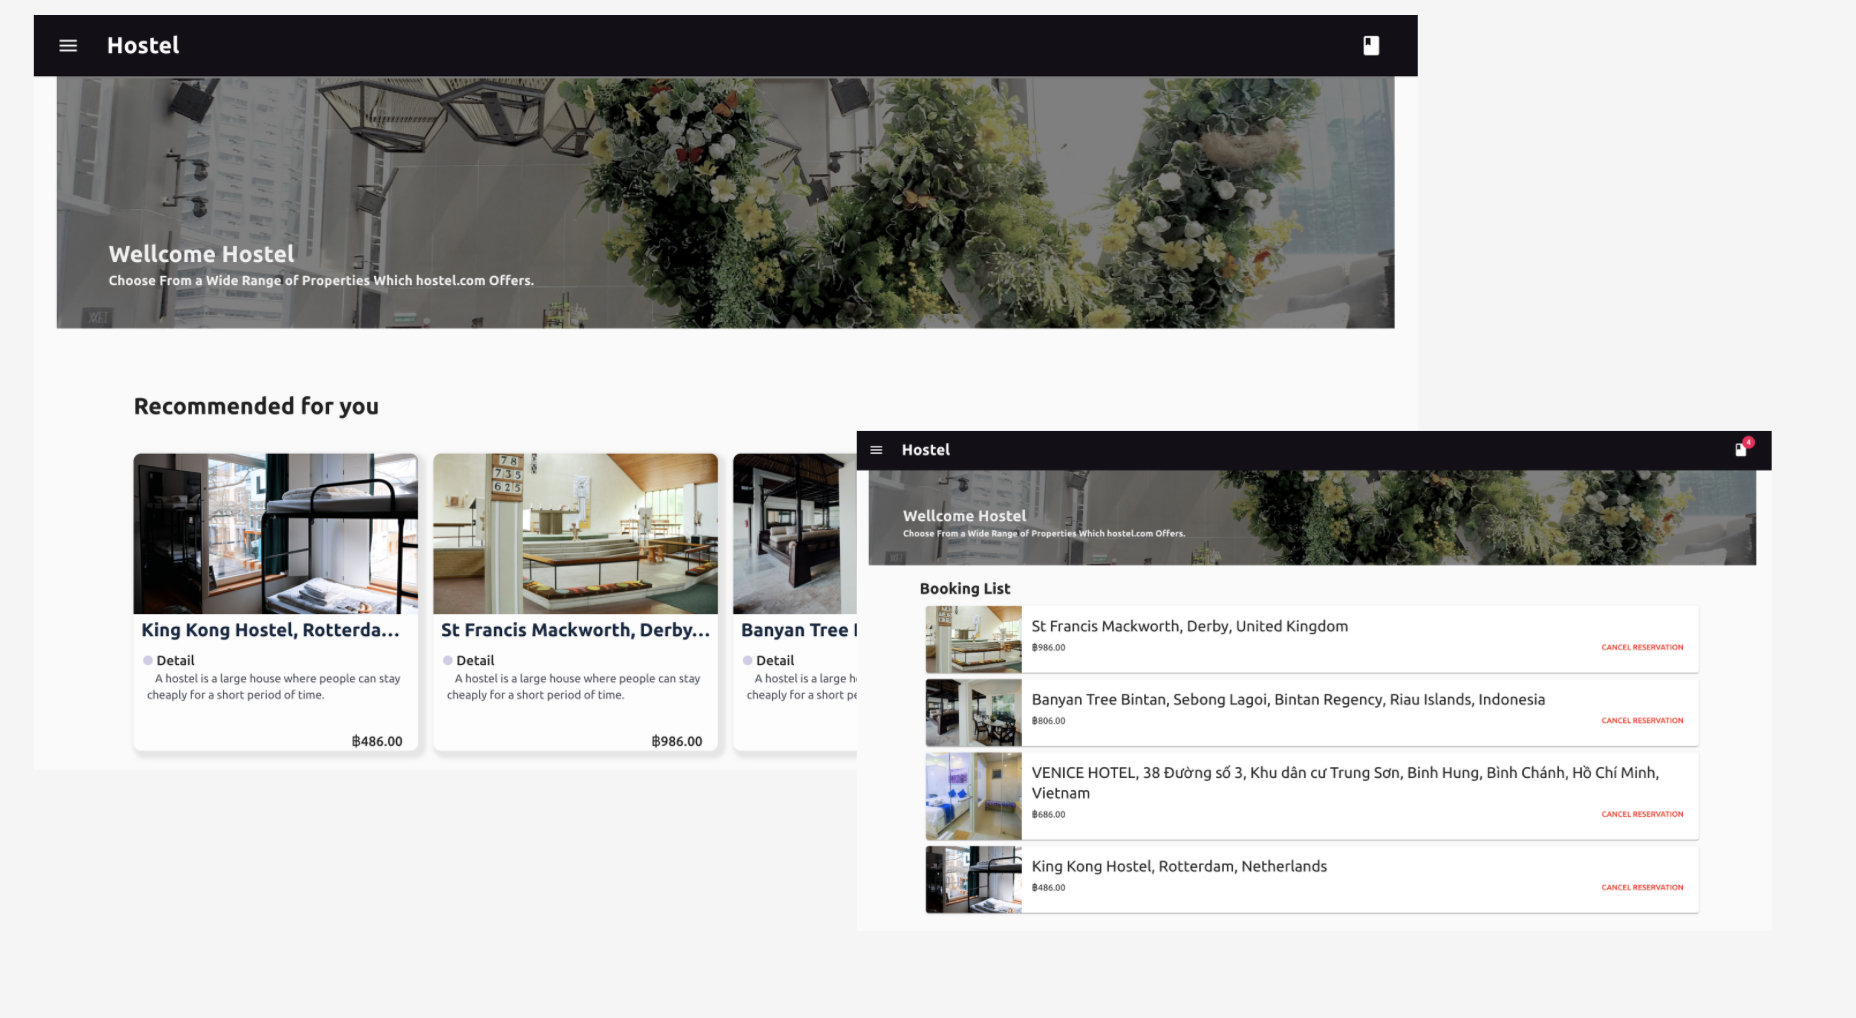 Hostel
Wellcome Hostel
Choose From a Wide Range of Properties Which hostel.com Offers.
Recommended for you
78
735
625
King Kong Hostel, Rotterda...
Detail
A hostel is a large house where people can stay
cheaply for a short period of time.
฿486.00
St Francis Mackworth, Derby...
Detail
A hostel is a large house where people can stay
cheaply for a short period of time.
฿986.00
Banyan Tree
Detail
A hostel is a large
cheaply for a short
Hostel
4
Wellcome Hostel
Choose From a Wide Range of Properties Which hostel.com Offers.
Booking List
St Francis Mackworth, Derby, United Kingdom
฿986.00
CANCEL RESERVATION
Banyan Tree Bintan, Sebong Lagoi, Bintan Regency, Riau Islands, Indonesia
฿806.00
CANCEL RESERVATION
VENICE HOTEL, 38 Đường số 3, Khu dân cư Trung Sơn, Binh Hung, Bình Chánh, Hồ Chí Minh,
Vietnam
฿686.00
CANCEL RESERVATION
King Kong Hostel, Rotterdam, Netherlands
฿486.00
CANCEL RESERVATION